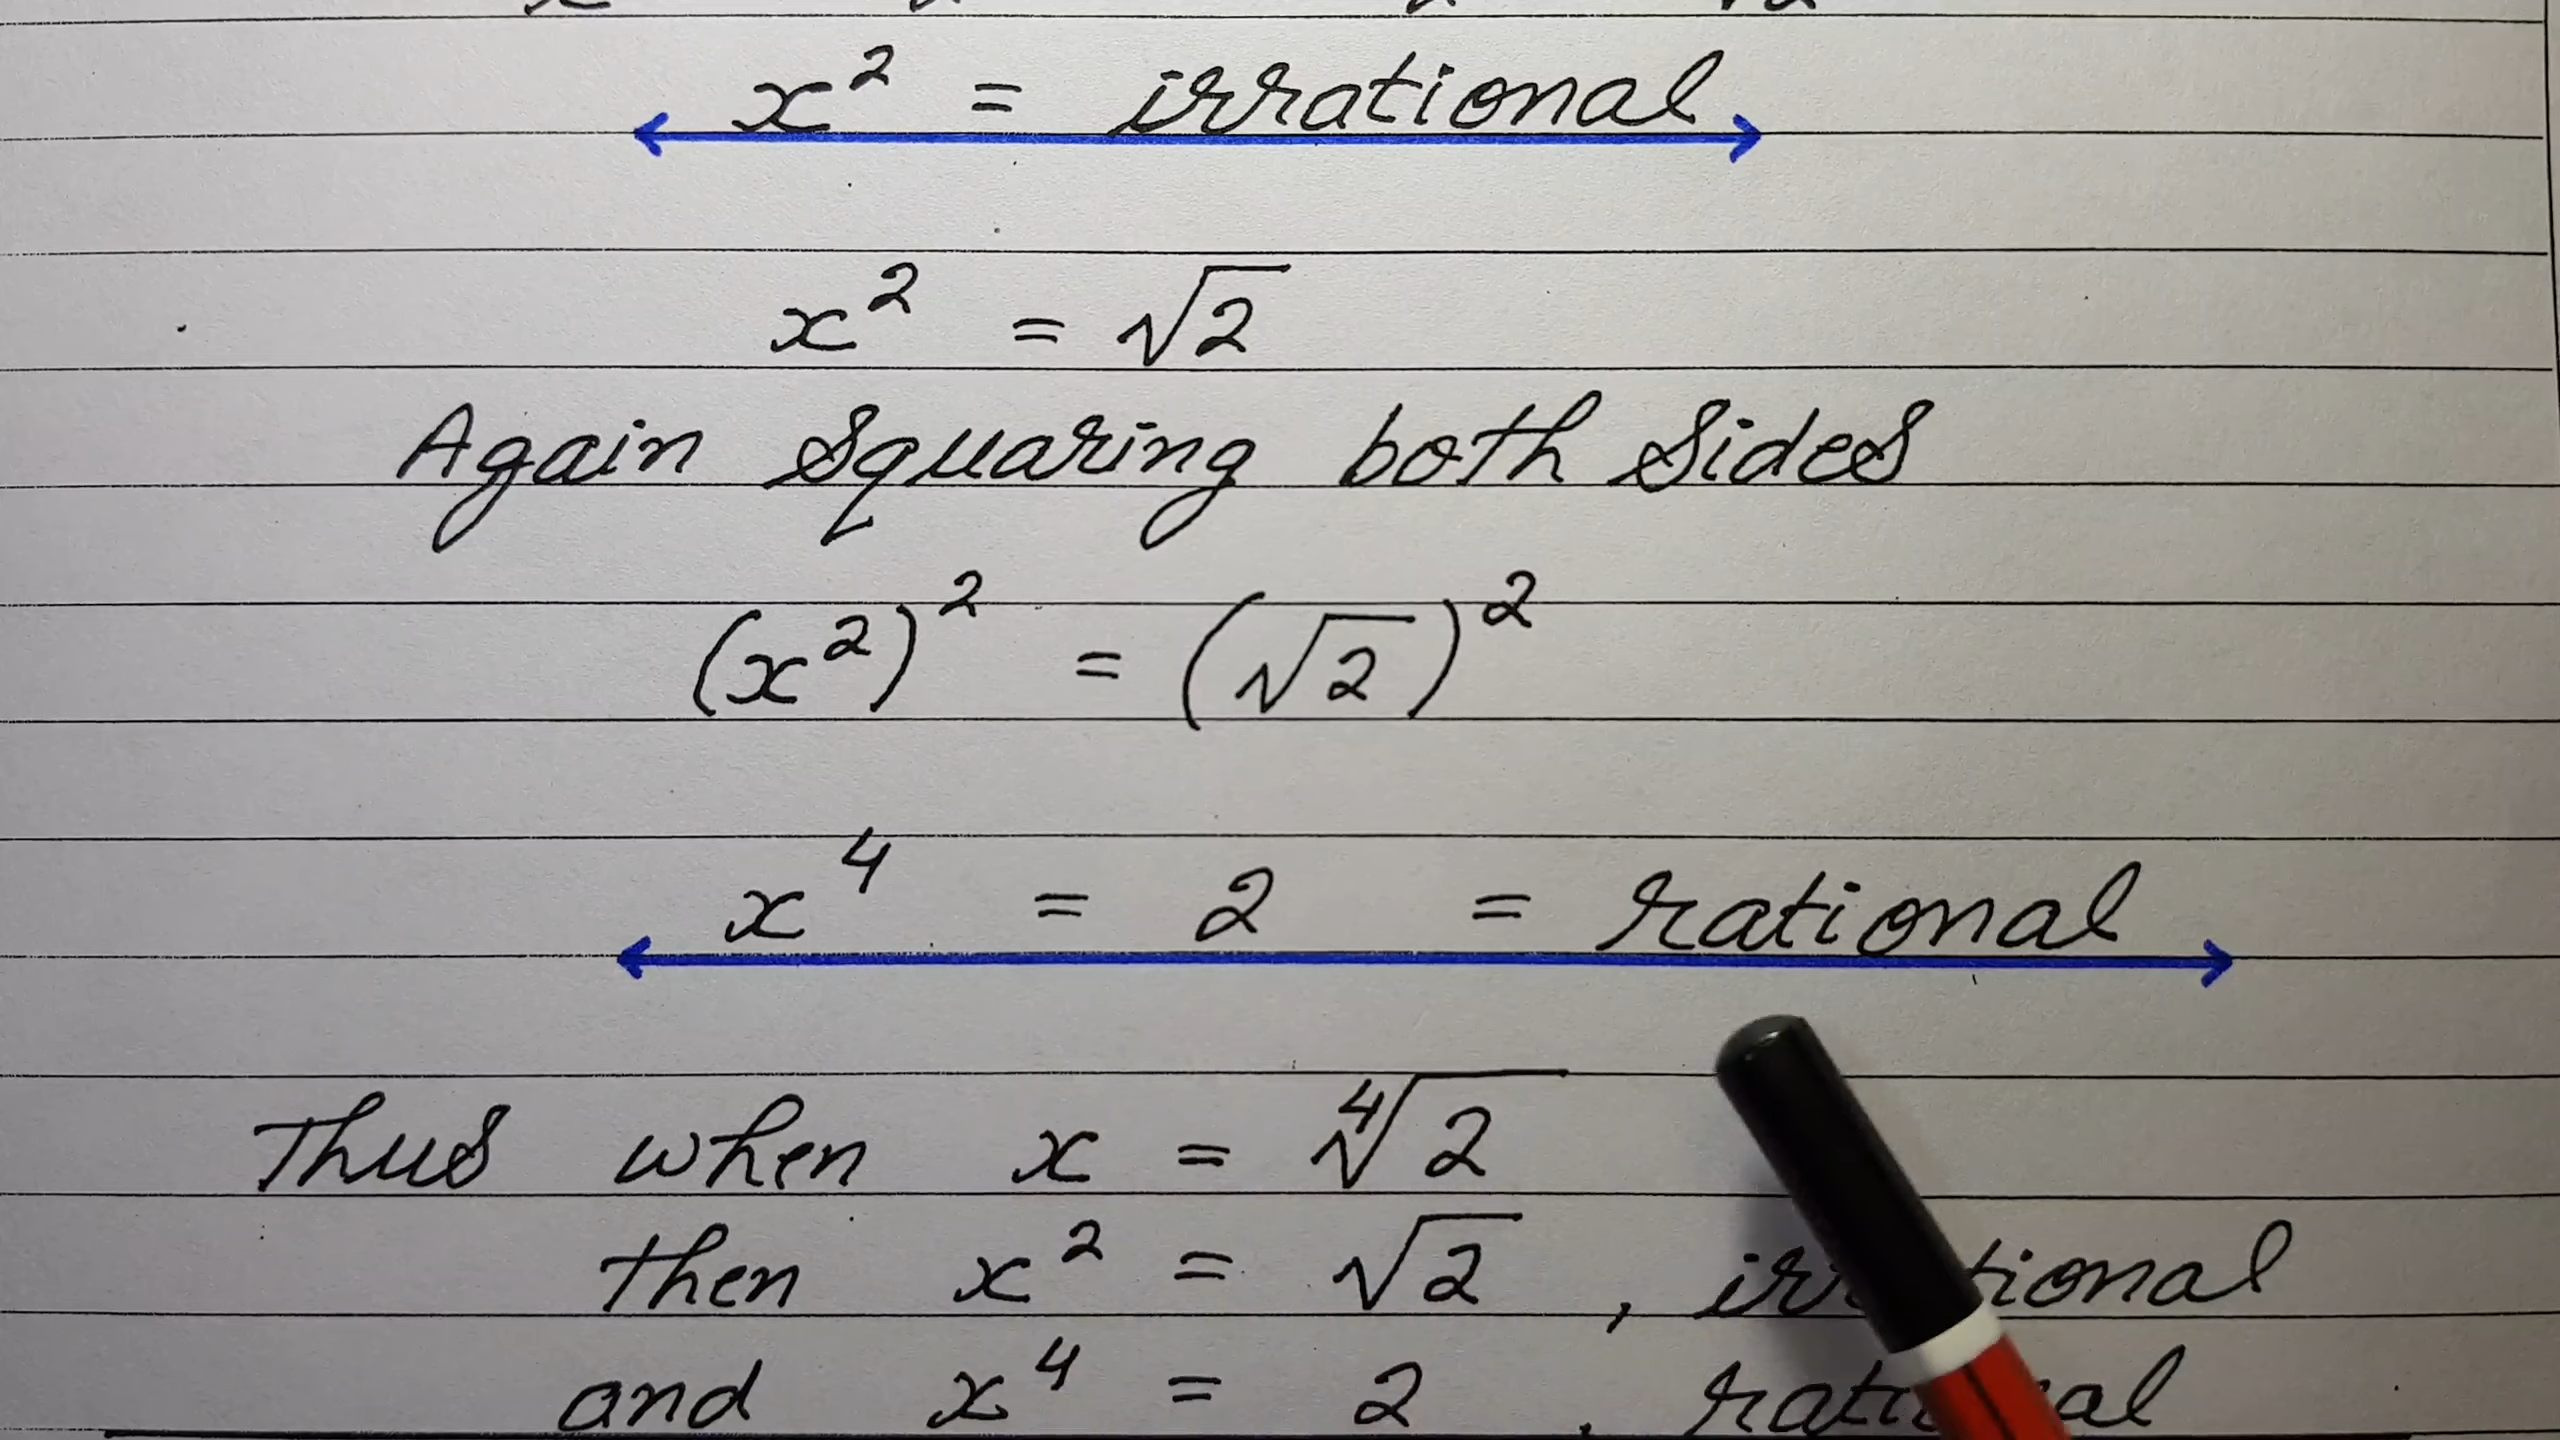 x² = irrational
x² = √2
Again Squaring both Sides
(x²)² = (√2)²
x⁴ = 2 = rational
Thus when x = ∜2
then x² = √2 ,
and x⁴ = 2 ,